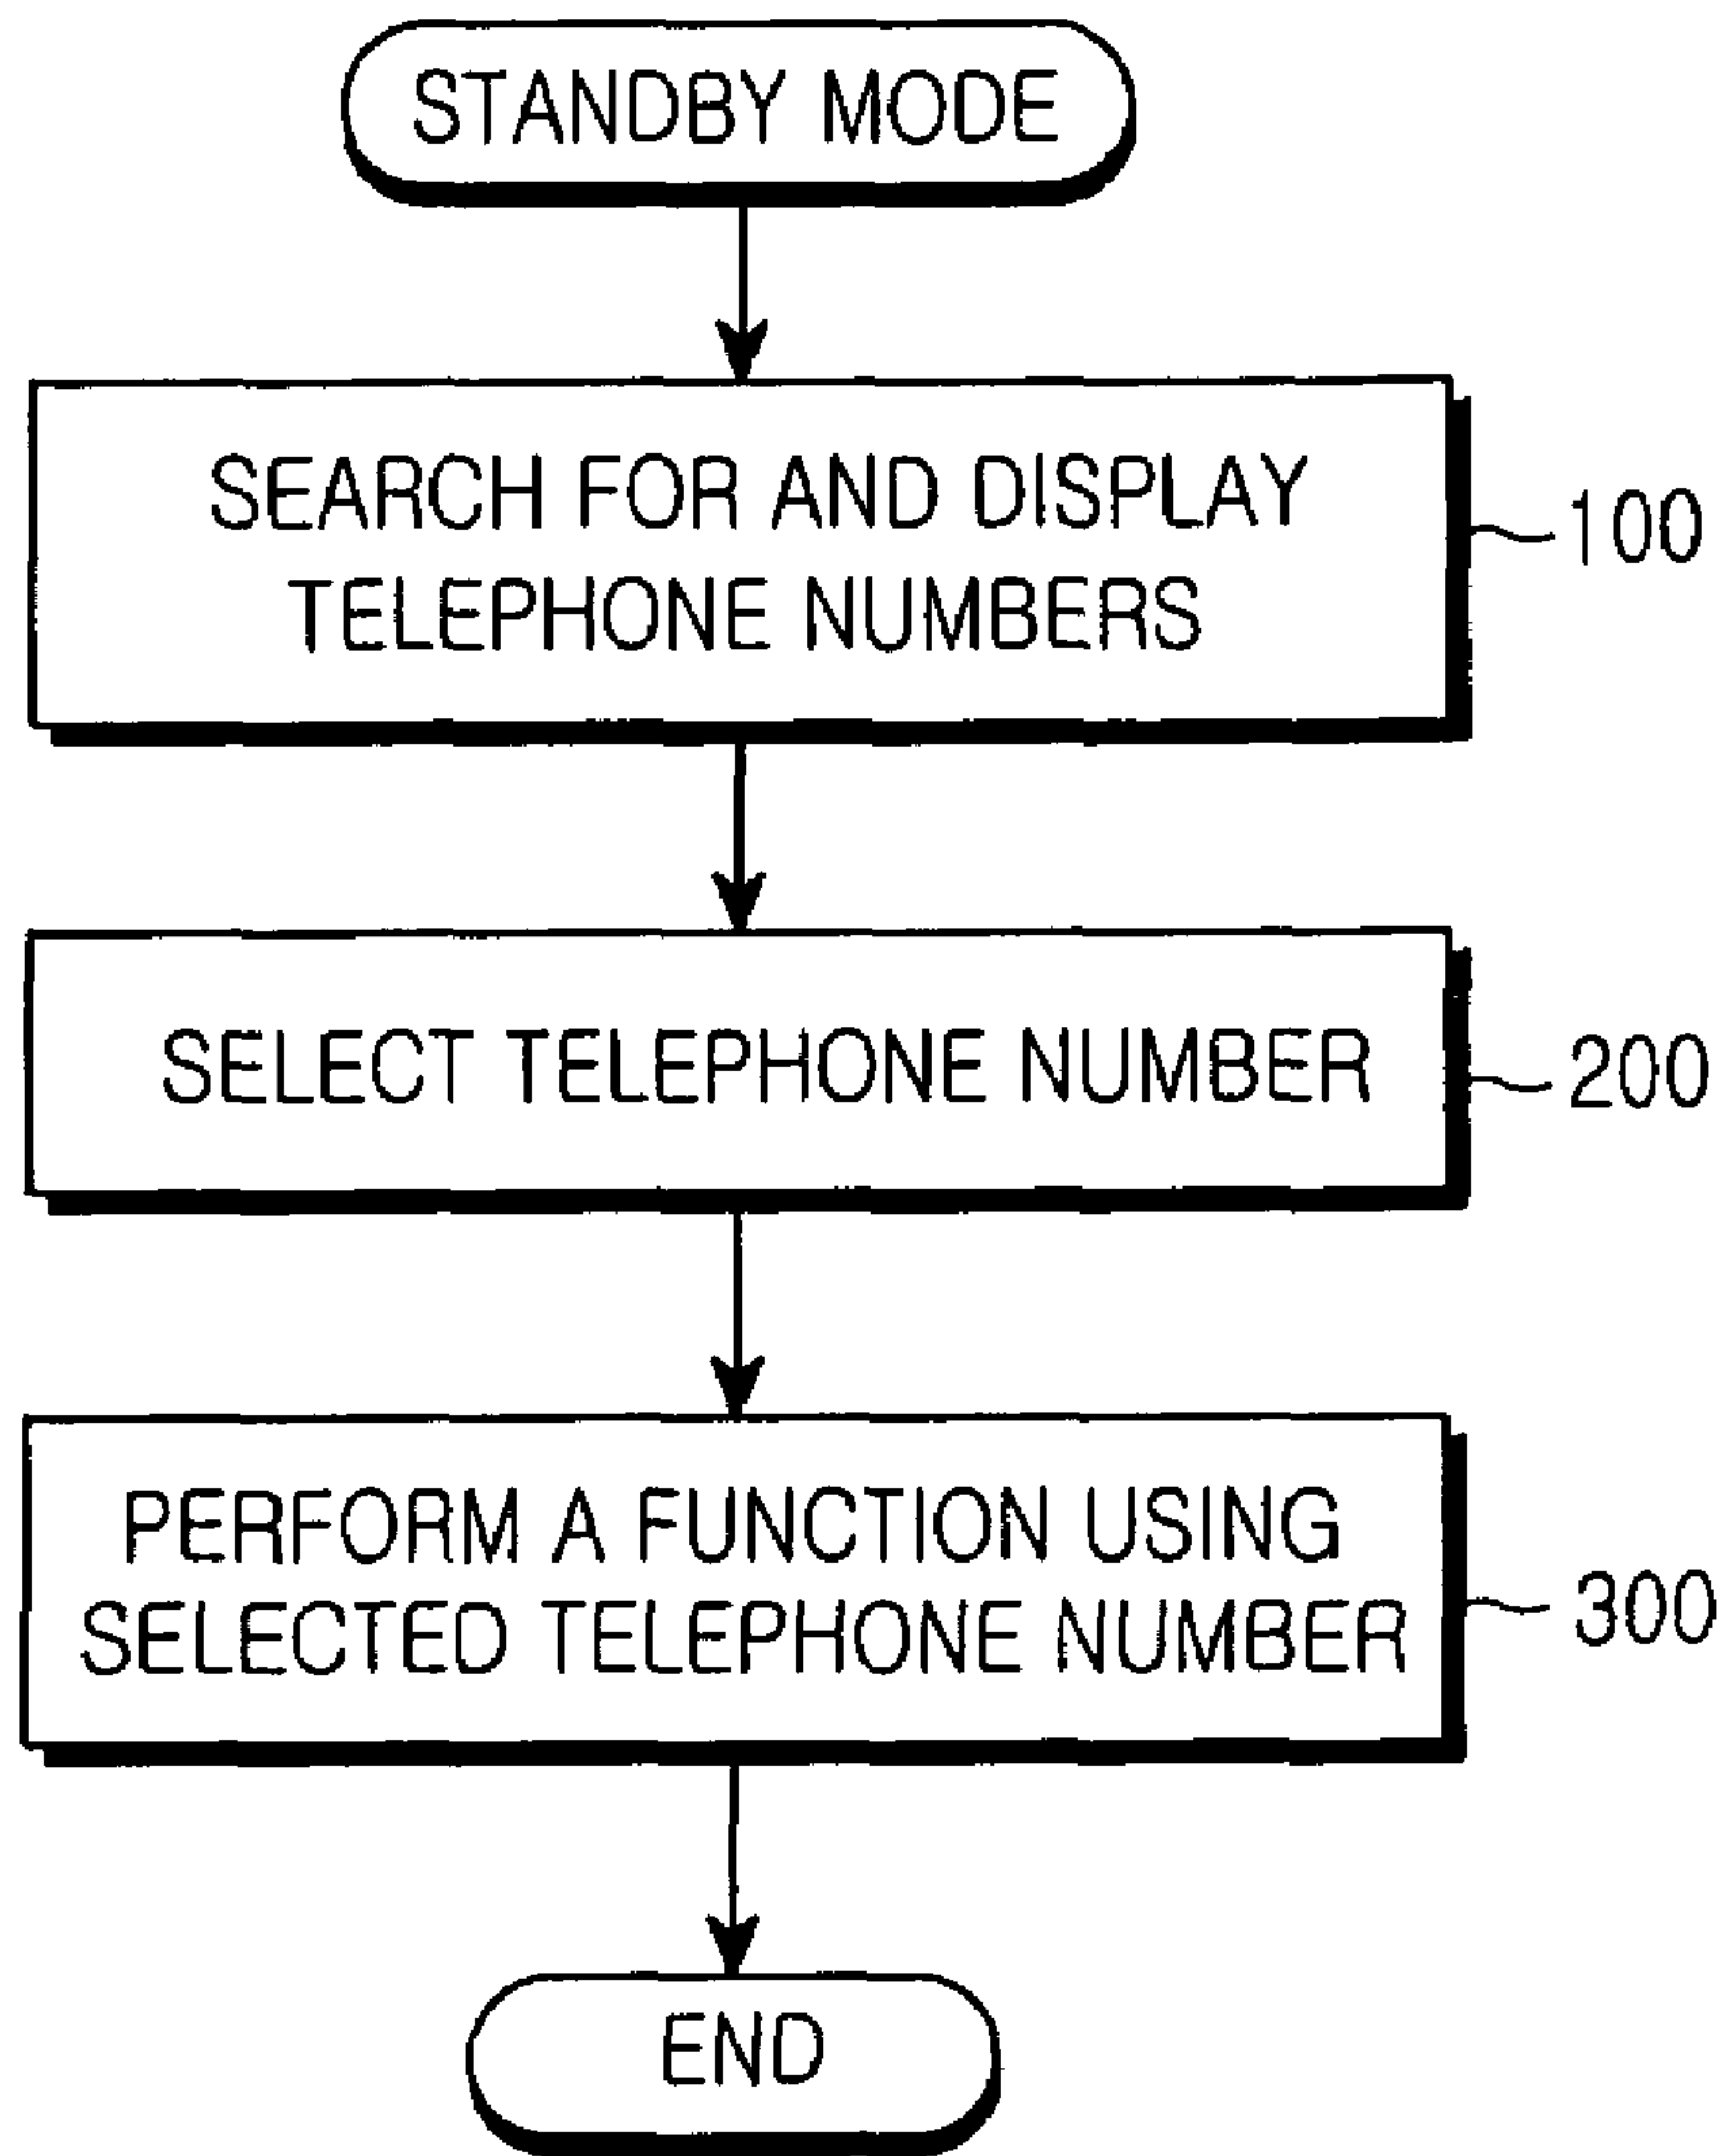 STANDBY MODE
SEARCH FOR AND DISPLAY
TELEPHONE NUMBERS
100
SELECT TELEPHONE NUMBER
200
PERFORM A FUNCTION USING
SELECTED TELEPHONE NUMBER
300
END